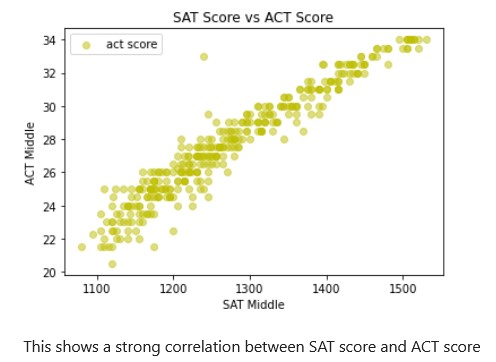 SAT Score vs ACT Score
act score
34
32
30
28
26
24
22
20
ACT Middle
1100 1200 1300 1400 1500
SAT Middle
This shows a strong correlation between SAT score and ACT score